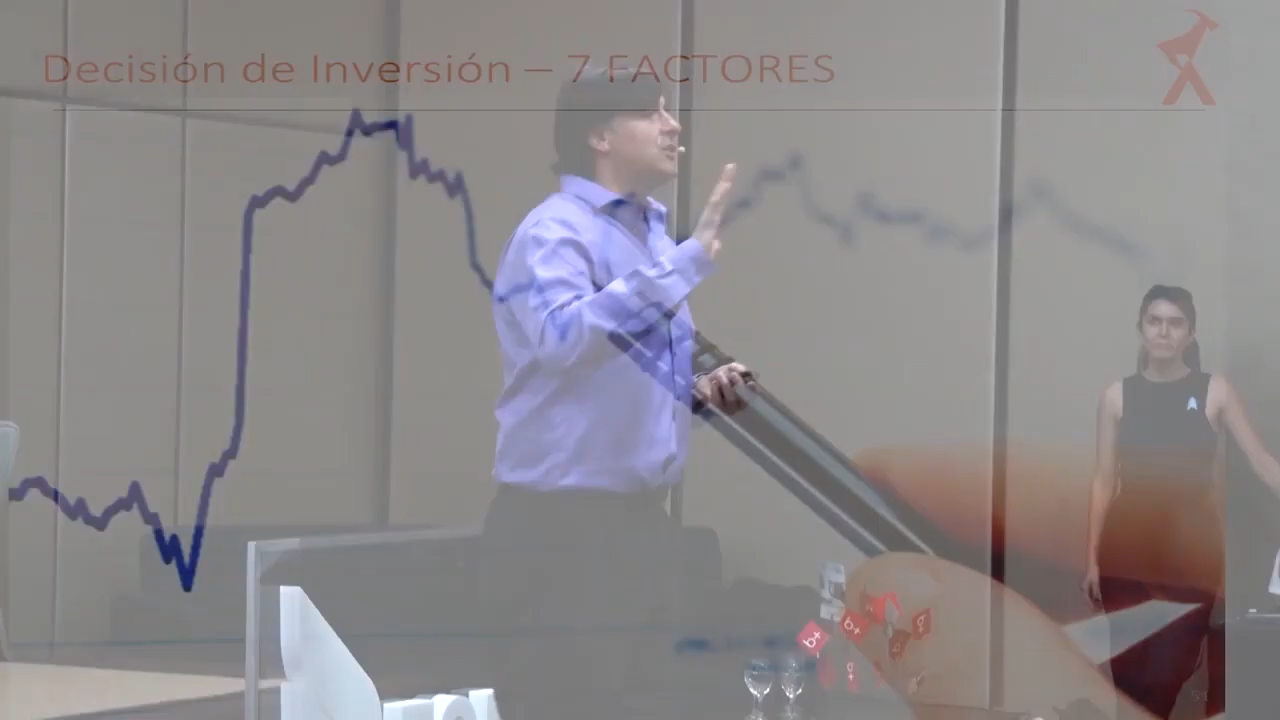 Decisión de Inversión – 7 FACTORES
b+
b+
g
g